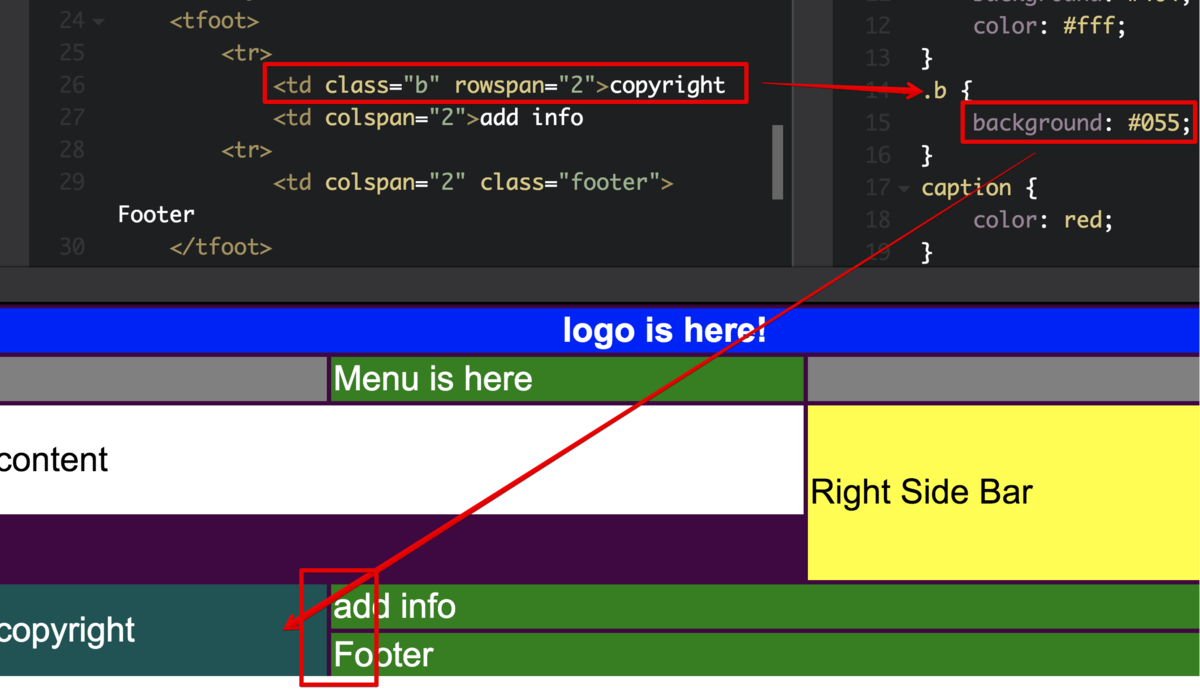 24 <tfoot>
25 <tr>
26 <td class="b" rowspan="2">copyright
27 <td colspan="2">add info
28 <tr>
29 <td colspan="2" class="footer">
Footer
30 </tfoot>
12 color: #fff;
13 }
14 .b {
15 background: #055;
16 }
17 caption {
18 color: red;
19 }
logo is here!
Menu is here
content
Right Side Bar
copyright
add info
Footer